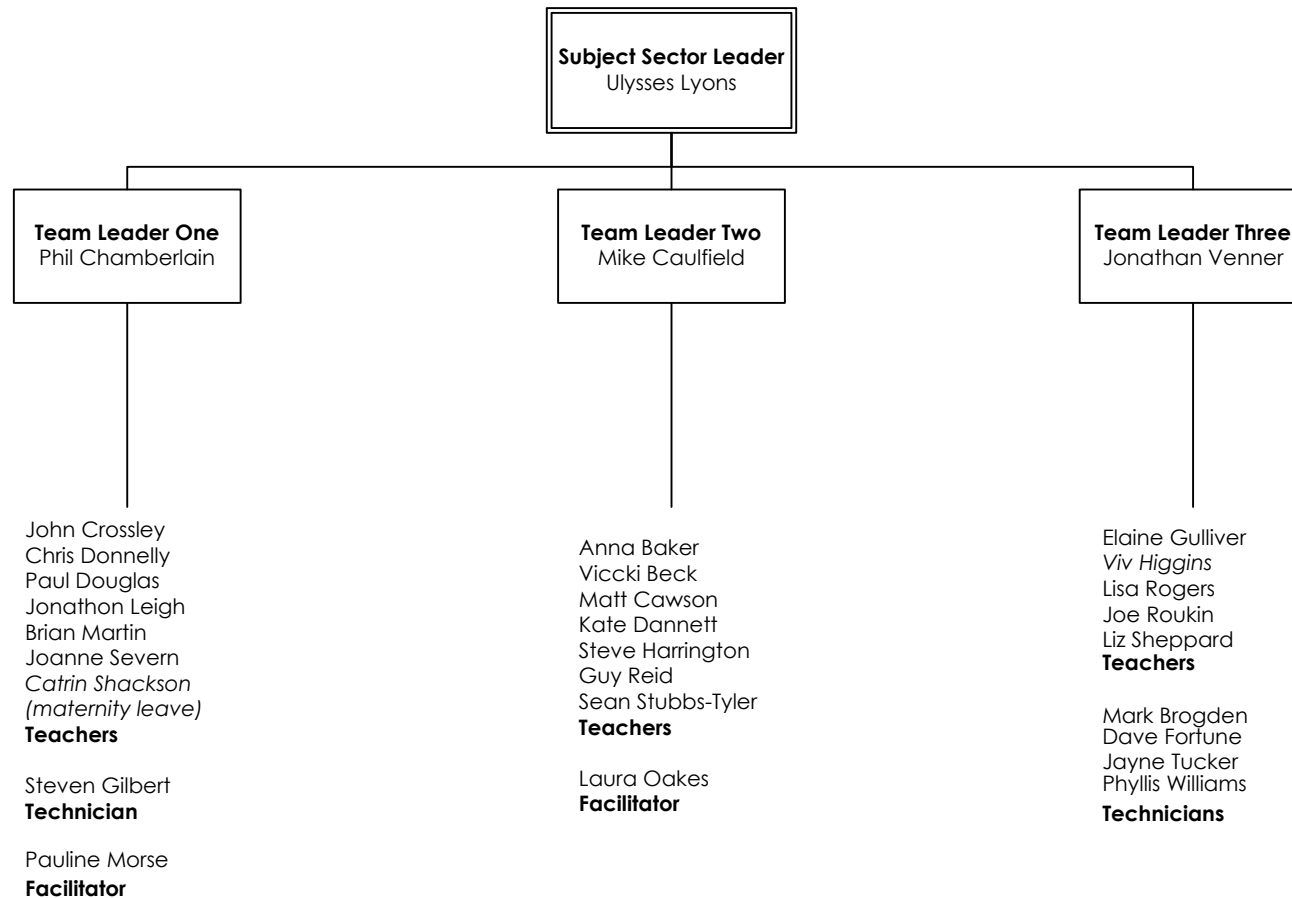 Subject Sector Leader
Ulysses Lyons
Team Leader One
Phil Chamberlain
Team Leader Two
Mike Caulfield
Team Leader Three
Jonathan Venner
John Crossley
Chris Donnelly
Paul Douglas
Jonathon Leigh
Brian Martin
Joanne Severn
Catrin Shackson
(maternity leave)
Teachers
Steven Gilbert
Technician
Pauline Morse
Facilitator
Anna Baker
Viccki Beck
Matt Cawson
Kate Dannett
Steve Harrington
Guy Reid
Sean Stubbs-Tyler
Teachers
Laura Oakes
Facilitator
Elaine Gulliver
Viv Higgins
Lisa Rogers
Joe Roukin
Liz Sheppard
Teachers
Mark Brogden
Dave Fortune
Jayne Tucker
Phyllis Williams
Technicians